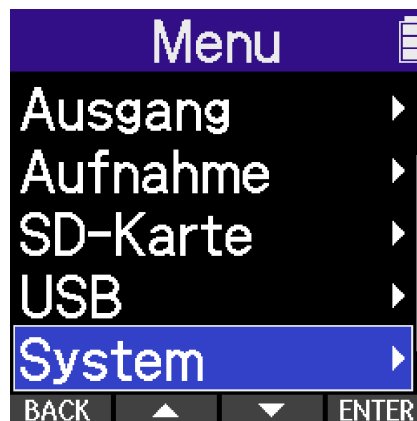 Menu
Ausgang
Aufnahme
SD-Karte
USB
System
BACK ENTER